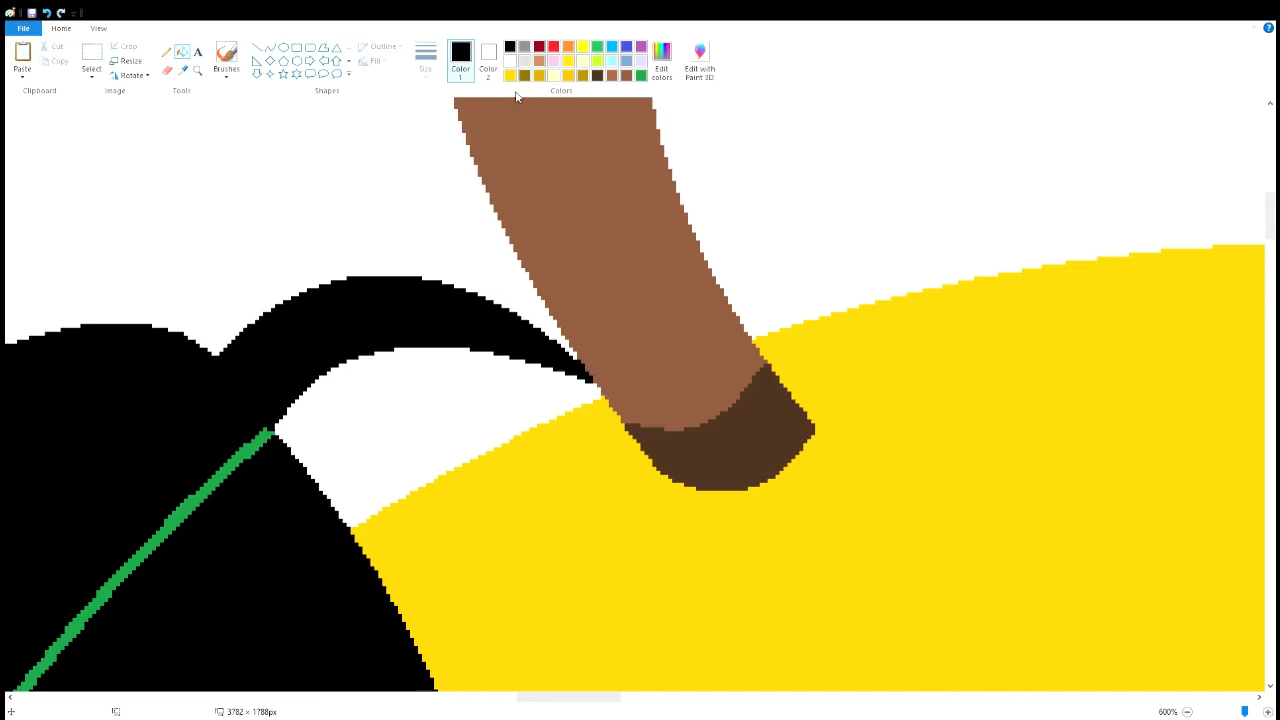 File Home View
Paste Cut Copy Select Crop Resize Rotate A Brushes Outline Fill Size Color 1 Color 2 Edit colors Edit with Paint 3D
Clipboard Image Tools Shapes Colors
3782 × 1788px 600%